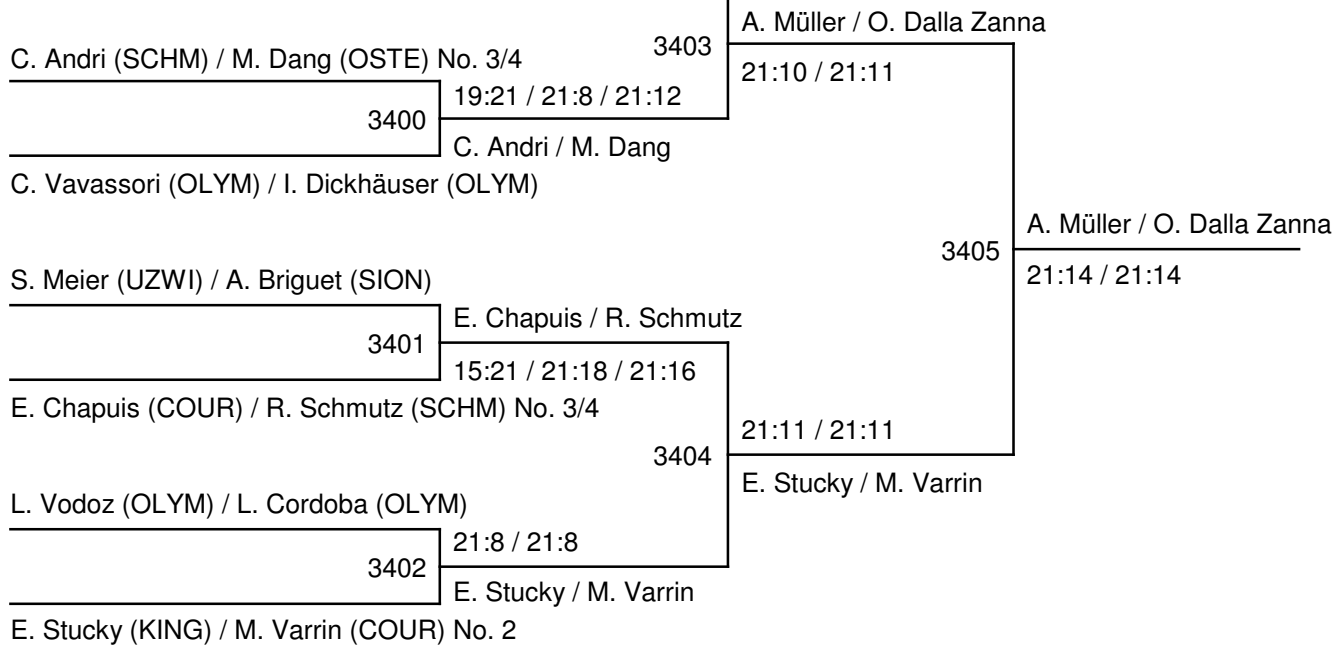 A. Müller / O. Dalla Zanna
3403
C. Andri (SCHM) / M. Dang (OSTE) No. 3/4
21:10 / 21:11
19:21 / 21:8 / 21:12
3400
C. Andri / M. Dang
C. Vavassori (OLYM) / I. Dickhäuser (OLYM)
A. Müller / O. Dalla Zanna
3405
21:14 / 21:14
S. Meier (UZWI) / A. Briguet (SION)
E. Chapuis / R. Schmutz
3401
15:21 / 21:18 / 21:16
E. Chapuis (COUR) / R. Schmutz (SCHM) No. 3/4
21:11 / 21:11
3404
E. Stucky / M. Varrin
L. Vodoz (OLYM) / L. Cordoba (OLYM)
21:8 / 21:8
3402
E. Stucky / M. Varrin
E. Stucky (KING) / M. Varrin (COUR) No. 2